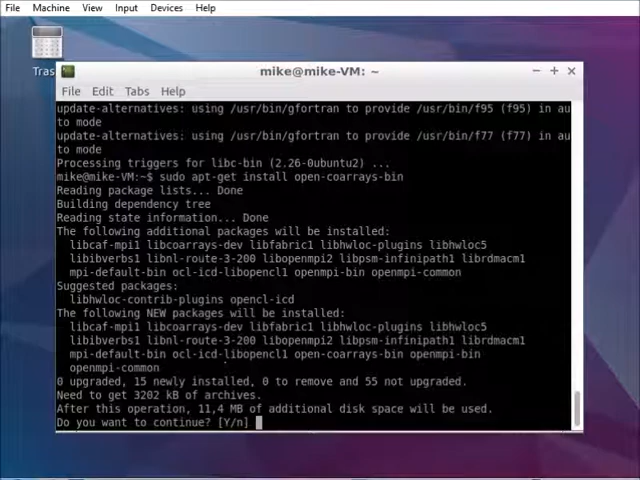 File Machine View Input Devices Help
Tras
mike@mike-VM: ~
File Edit Tabs Help
update-alternatives: using /usr/bin/gfortran to provide /usr/bin/f95 (f95) in au
to mode
update-alternatives: using /usr/bin/gfortran to provide /usr/bin/f77 (f77) in au
to mode
Processing triggers for libc-bin (2.26-0ubuntu2) ...
mike@mike-VM:~$ sudo apt-get install open-coarrays-bin
Reading package lists... Done
Building dependency tree
Reading state information... Done
The following additional packages will be installed:
libcaf-mpi1 libcoarrays-dev libfabric1 libhwloc-plugins libhwloc5
libibverbs1 libnl-route-3-200 libopenmpi2 libpsm-infinipath1 librdmacm1
mpi-default-bin ocl-icd-libopencl1 openmpi-bin openmpi-common
Suggested packages:
libhwloc-contrib-plugins opencl-icd
The following NEW packages will be installed:
libcaf-mpi1 libcoarrays-dev libfabric1 libhwloc-plugins libhwloc5
libibverbs1 libnl-route-3-200 libopenmpi2 libpsm-infinipath1 librdmacm1
mpi-default-bin ocl-icd-libopencl1 open-coarrays-bin openmpi-bin
openmpi-common
0 upgraded, 15 newly installed, 0 to remove and 55 not upgraded.
Need to get 3202 kB of archives.
After this operation, 11,4 MB of additional disk space will be used.
Do you want to continue? [Y/n]